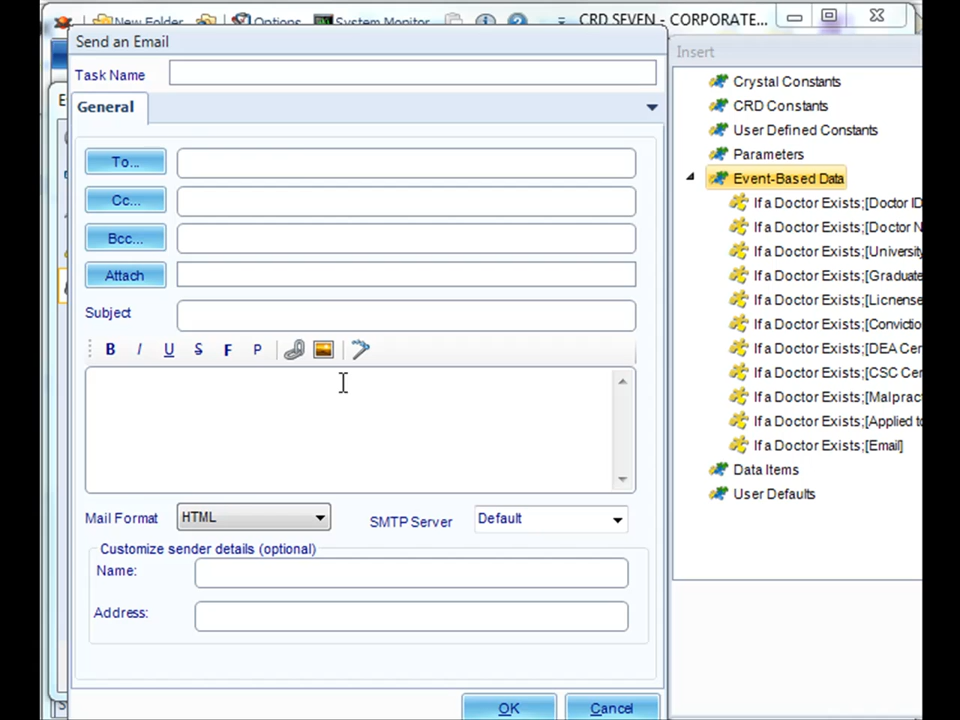 New Folder
Options
System Monitor
CRD SEVEN - CORPORATE...
Send an Email
Insert
Task Name
General
To...
Cc...
Bcc...
Attach
Subject
B I U S F P
Mail Format
HTML
SMTP Server
Default
Customize sender details (optional)
Name:
Address:
OK
Cancel
Crystal Constants
CRD Constants
User Defined Constants
Parameters
Event-Based Data
If a Doctor Exists;[Doctor ID
If a Doctor Exists;[Doctor N
If a Doctor Exists;[University
If a Doctor Exists;[Graduate
If a Doctor Exists;[Licnense
If a Doctor Exists;[Convictio
If a Doctor Exists;[DEA Cer
If a Doctor Exists;[CSC Cer
If a Doctor Exists;[Malprac
If a Doctor Exists;[Applied to
If a Doctor Exists;[Email]
Data Items
User Defaults